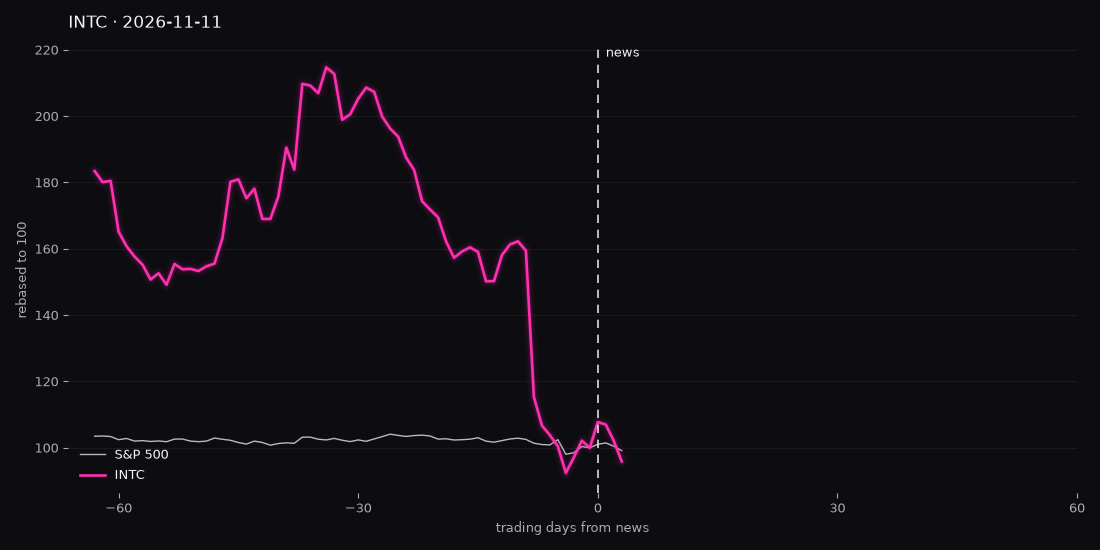 INTC · 2026-11-11
220
200
180
160
140
120
100
rebased to 100
news
S&P 500
INTC
−60
−30
0
30
60
trading days from news